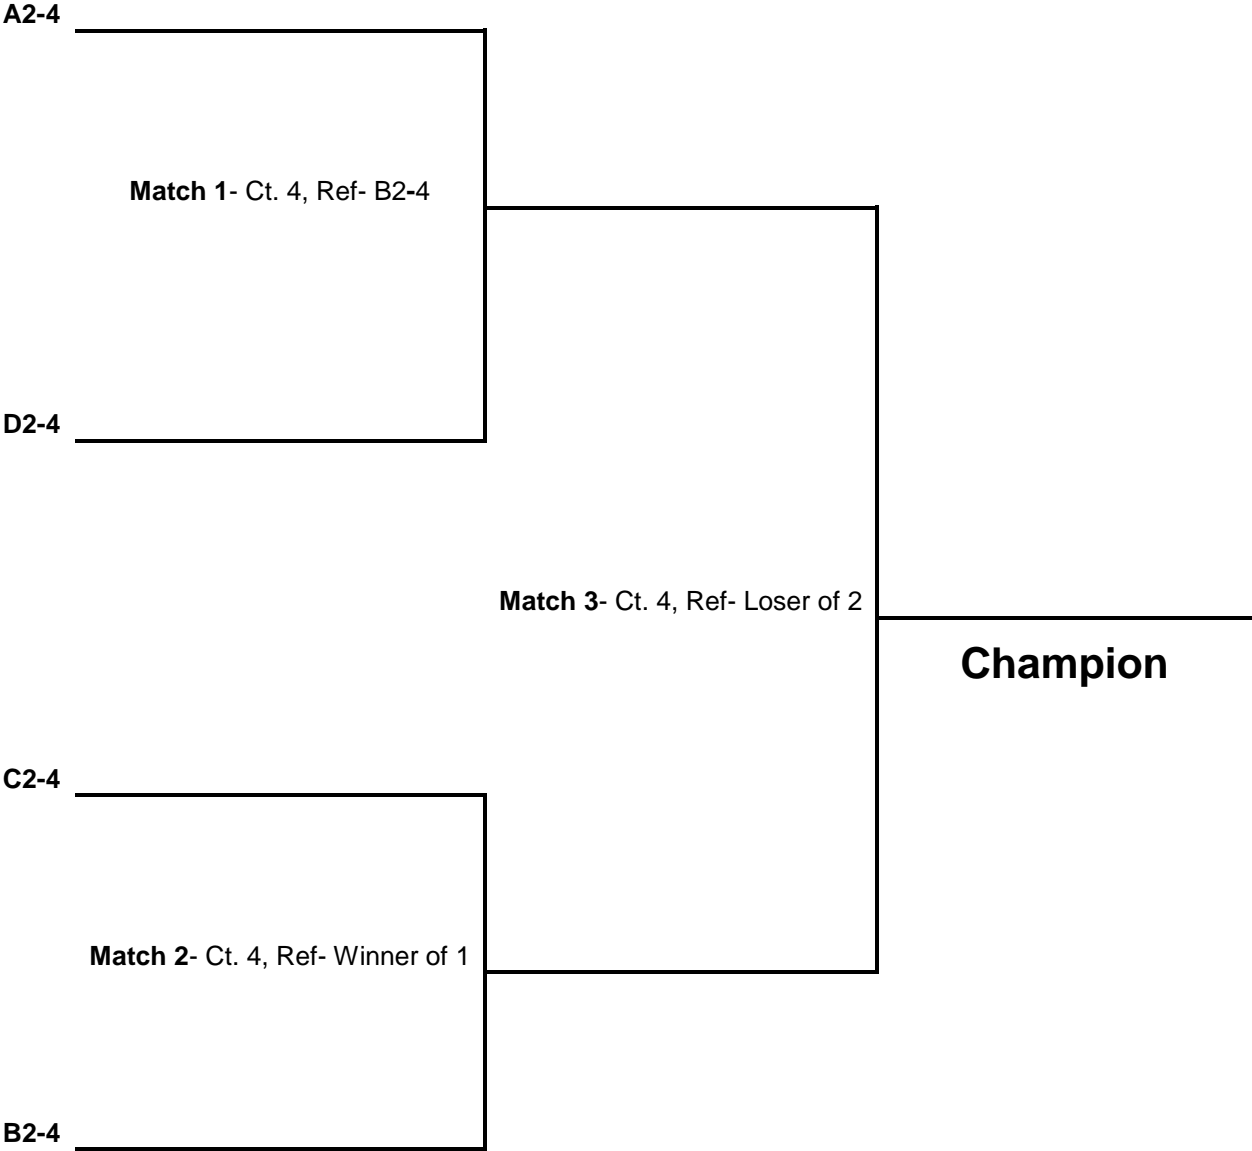 A2-4
Match 1- Ct. 4, Ref- B2-4
D2-4
Match 3- Ct. 4, Ref- Loser of 2
Champion
C2-4
Match 2- Ct. 4, Ref- Winner of 1
B2-4